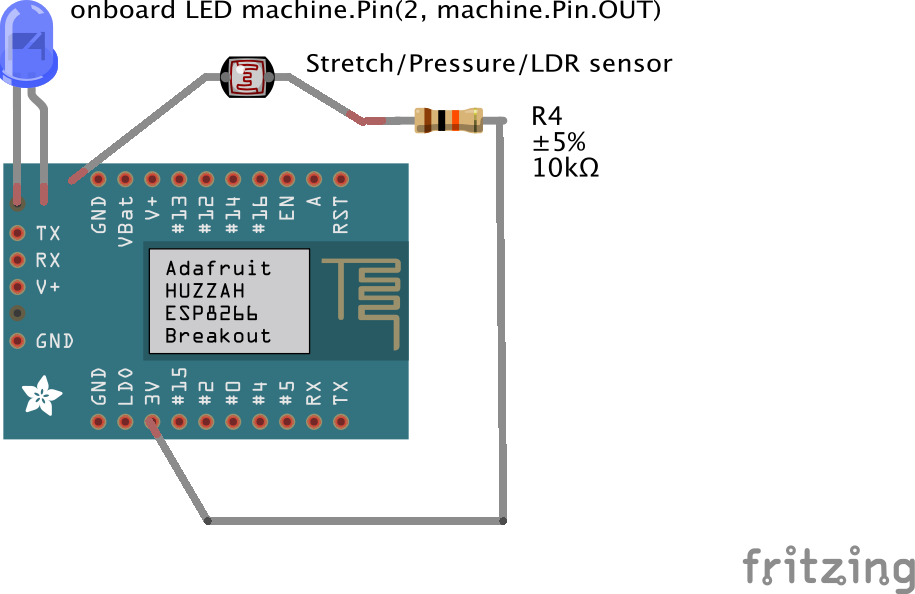 onboard LED machine.Pin(2, machine.Pin.OUT)
Stretch/Pressure/LDR sensor
R4
±5%
10kΩ
GND VBat V+ #13 #12 #14 #16 EN A RST
TX
RX
V+
GND
Adafruit
HUZZAH
ESP8266
Breakout
GND LDO 3V #15 #2 #0 #4 #5 RX TX
fritzing